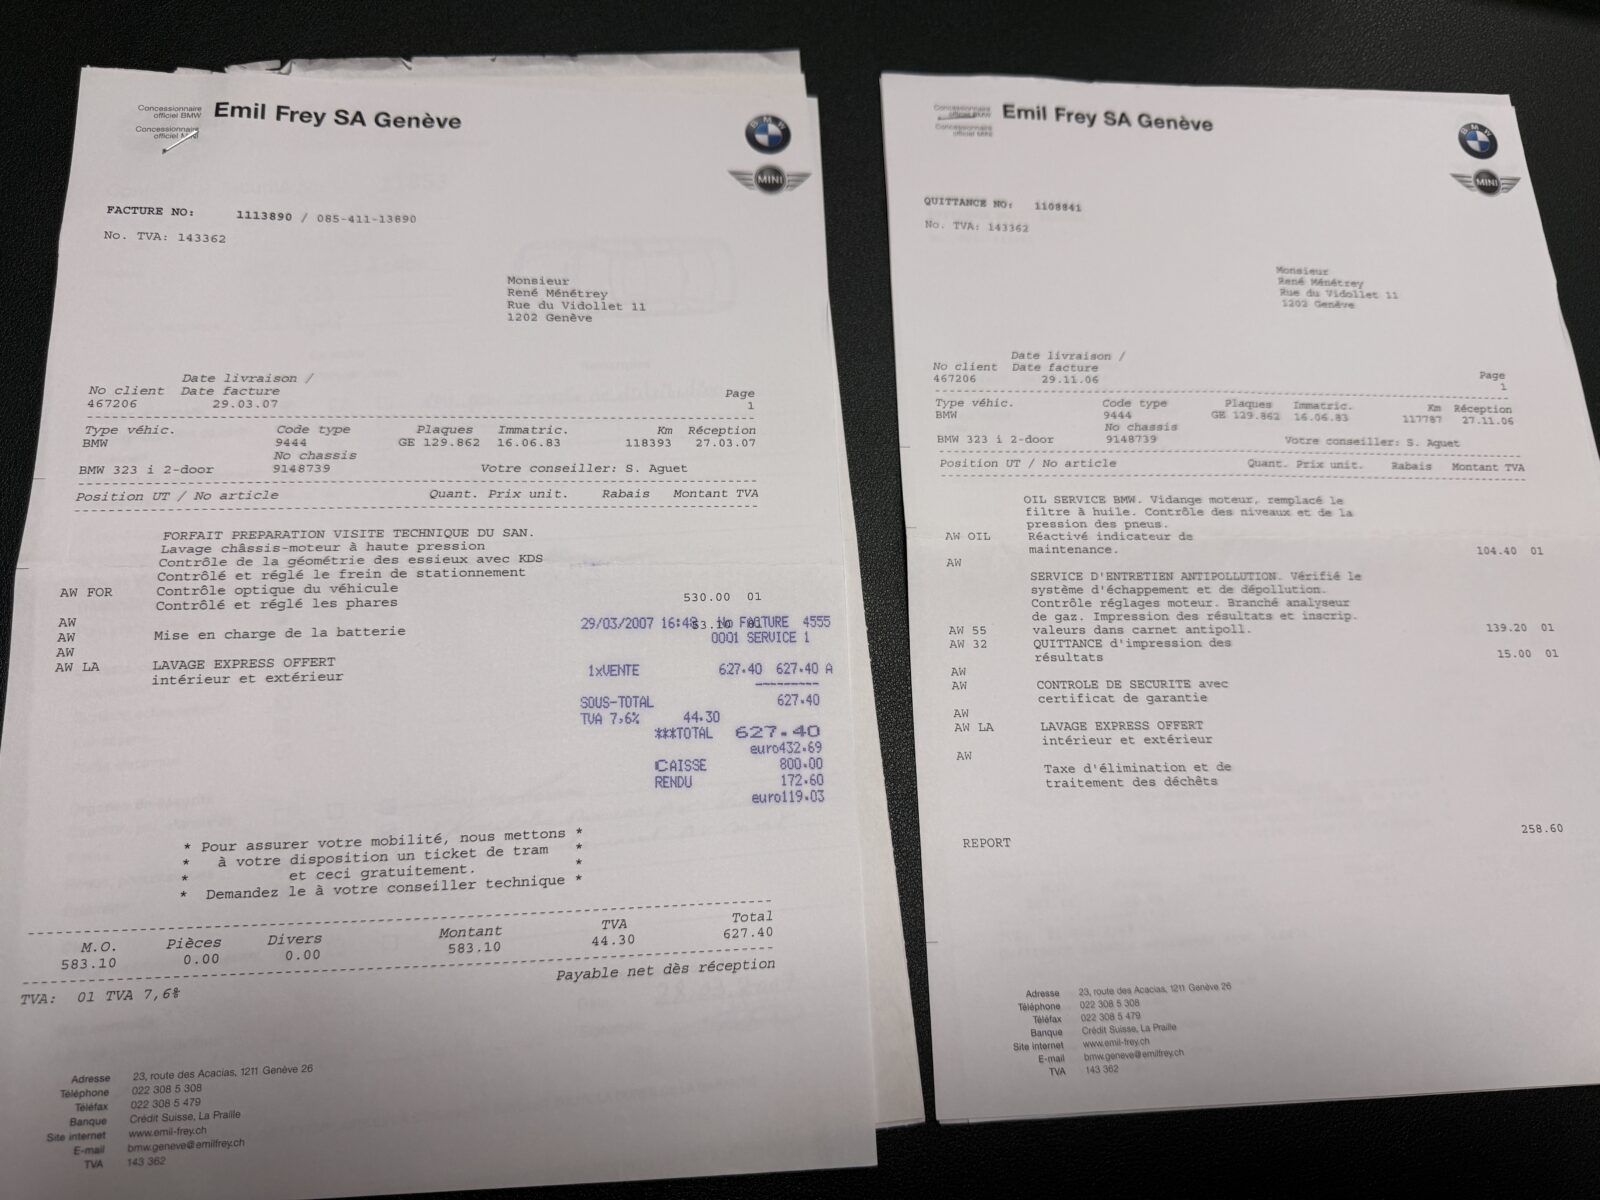 Concessionnaire
officiel BMW
Concessionnaire
officiel MINI
Emil Frey SA Genève
BMW
MINI
FACTURE NO: 1113890 / 085-411-13890
No. TVA: 143362
Monsieur
René Ménétrey
Rue du Vidollet 11
1202 Genève
Date livraison /
No client Date facture Page
467206 29.03.07 1
Type véhic. Code type Plaques Immatric. Km Réception
BMW 9444 GE 129.862 16.06.83 118393 27.03.07
No chassis
BMW 323 i 2-door 9148739 Votre conseiller: S. Aguet
Position UT / No article Quant. Prix unit. Rabais Montant TVA
FORFAIT PREPARATION VISITE TECHNIQUE DU SAN.
Lavage châssis-moteur à haute pression
Contrôle de la géométrie des essieux avec KDS
Contrôlé et réglé le frein de stationnement
AW FOR Contrôle optique du véhicule
Contrôlé et réglé les phares 530.00 01
AW
AW Mise en charge de la batterie 53.10 01
AW
AW LA LAVAGE EXPRESS OFFERT
intérieur et extérieur
29/03/2007 16:48 No FACTURE 4555
0001 SERVICE 1
1xVENTE 627.40 627.40 A
SOUS-TOTAL 627.40
TVA 7,6% 44.30
***TOTAL 627.40
euro432.69
CAISSE 800.00
RENDU 172.60
euro119.03
* Pour assurer votre mobilité, nous mettons *
* à votre disposition un ticket de tram *
* et ceci gratuitement. *
* Demandez le à votre conseiller technique *
M.O. Pièces Divers Montant TVA Total
583.10 0.00 0.00 583.10 44.30 627.40
Payable net dès réception
TVA: 01 TVA 7,6%
Adresse 23, route des Acacias, 1211 Genève 26
Téléphone 022 308 5 308
Téléfax 022 308 5 479
Banque Crédit Suisse, La Praille
Site internet www.emil-frey.ch
E-mail bmw.geneve@emilfrey.ch
TVA 143 362
Concessionnaire
officiel BMW
Concessionnaire
officiel MINI
Emil Frey SA Genève
BMW
MINI
QUITTANCE NO: 1108841
No. TVA: 143362
Monsieur
René Ménétrey
Rue du Vidollet 11
1202 Genève
Date livraison /
No client Date facture Page
467206 29.11.06 1
Type véhic. Code type Plaques Immatric. Km Réception
BMW 9444 GE 129.862 16.06.83 117787 27.11.06
No chassis
BMW 323 i 2-door 9148739 Votre conseiller: S. Aguet
Position UT / No article Quant. Prix unit. Rabais Montant TVA
OIL SERVICE BMW. Vidange moteur, remplacé le
filtre à huile. Contrôle des niveaux et de la
pression des pneus.
AW OIL Réactivé indicateur de
maintenance. 104.40 01
AW
SERVICE D'ENTRETIEN ANTIPOLLUTION. Vérifié le
système d'échappement et de dépollution.
Contrôle réglages moteur. Branché analyseur
de gaz. Impression des résultats et inscrip.
AW 55 valeurs dans carnet antipoll. 139.20 01
AW 32 QUITTANCE d'impression des
résultats 15.00 01
AW
AW CONTROLE DE SECURITE avec
certificat de garantie
AW
AW LA LAVAGE EXPRESS OFFERT
intérieur et extérieur
AW
Taxe d'élimination et de
traitement des déchêts
REPORT 258.60
Adresse 23, route des Acacias, 1211 Genève 26
Téléphone 022 308 5 308
Téléfax 022 308 5 479
Banque Crédit Suisse, La Praille
Site internet www.emil-frey.ch
E-mail bmw.geneve@emilfrey.ch
TVA 143 362